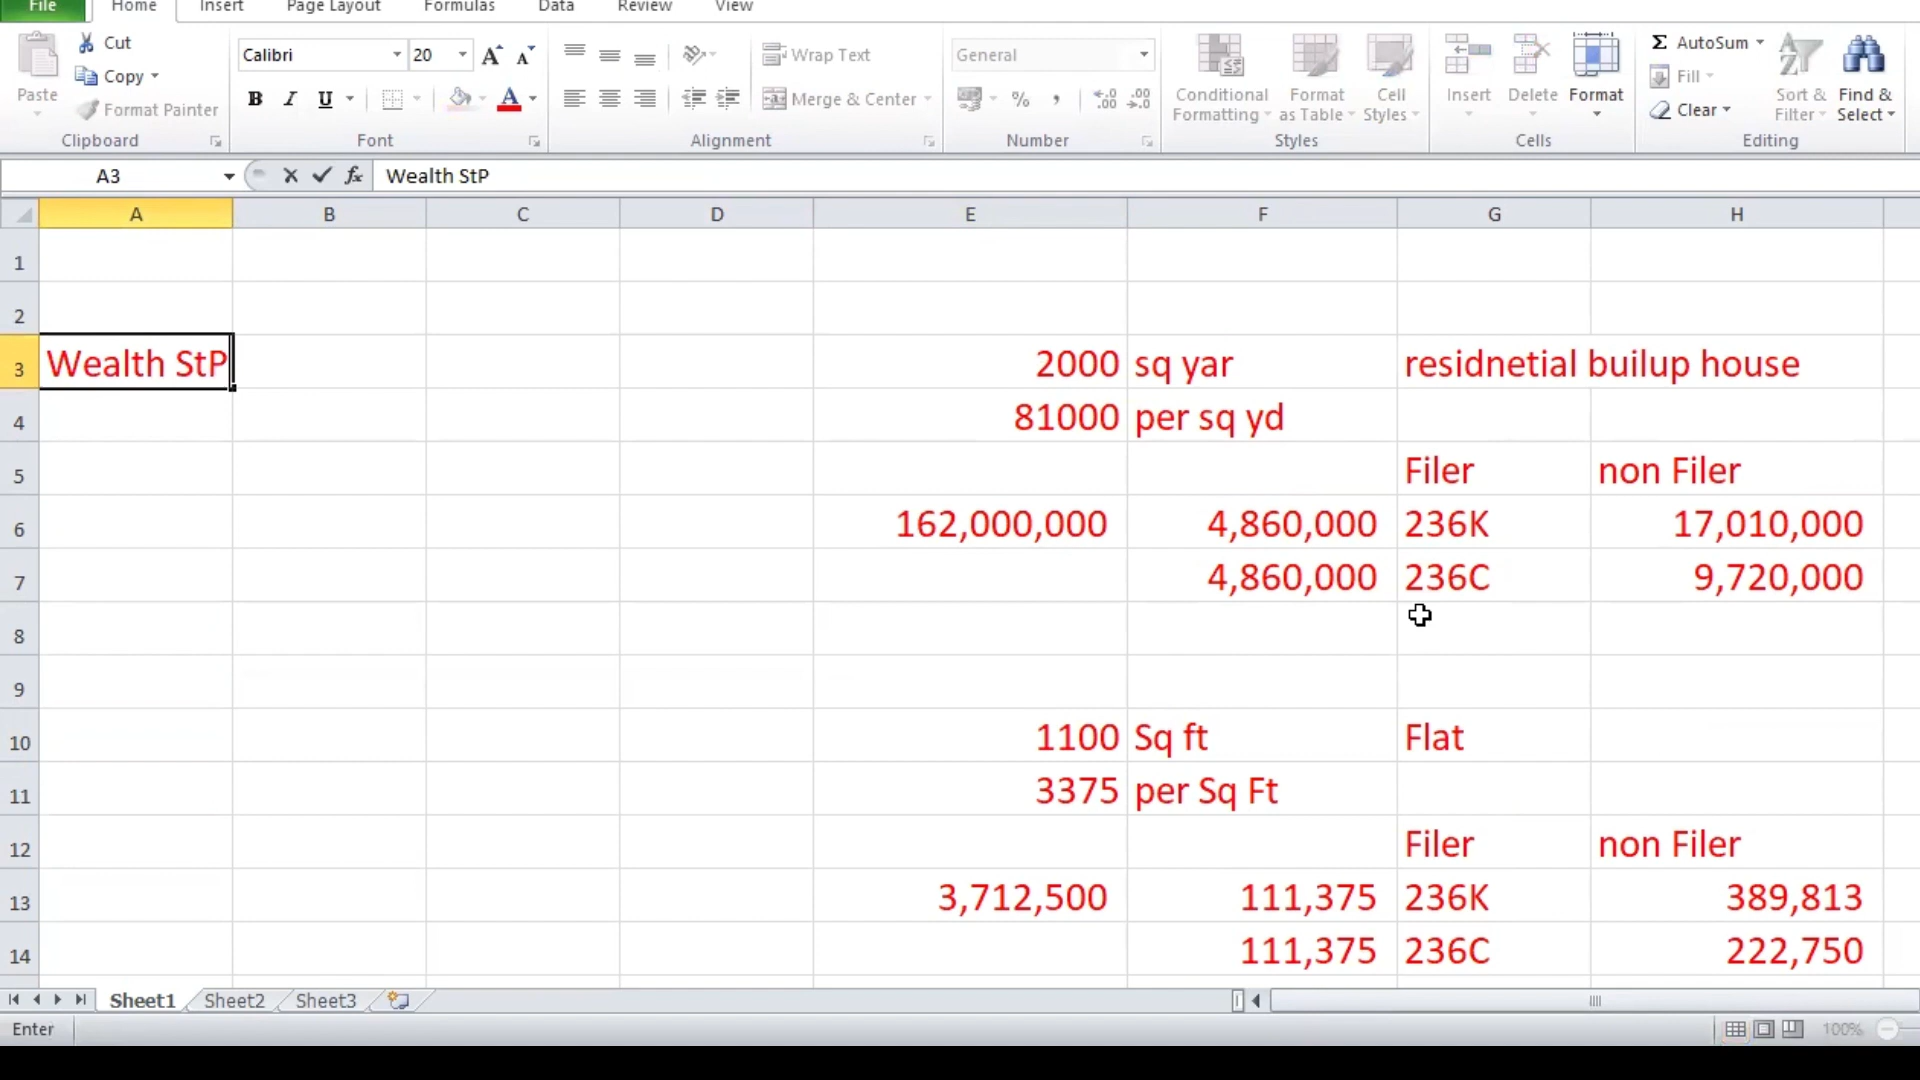 File Home Insert Page Layout Formulas Data Review View
Paste
Cut
Copy
Format Painter
Clipboard
Calibri 20
B I U
Font
Wrap Text
Merge & Center
Alignment
General
%
Number
Conditional Formatting
Format as Table
Cell Styles
Styles
Insert
Delete
Format
Cells
Σ AutoSum
Fill
Clear
Sort & Filter
Find & Select
Editing
A3 fx Wealth StP
A B C D E F G H
1
2
3 Wealth StP 2000 sq yar residnetial builup house
4 81000 per sq yd
5 Filer non Filer
6 162,000,000 4,860,000 236K 17,010,000
7 4,860,000 236C 9,720,000
8
9
10 1100 Sq ft Flat
11 3375 per Sq Ft
12 Filer non Filer
13 3,712,500 111,375 236K 389,813
14 111,375 236C 222,750
Sheet1 Sheet2 Sheet3
Enter 100%